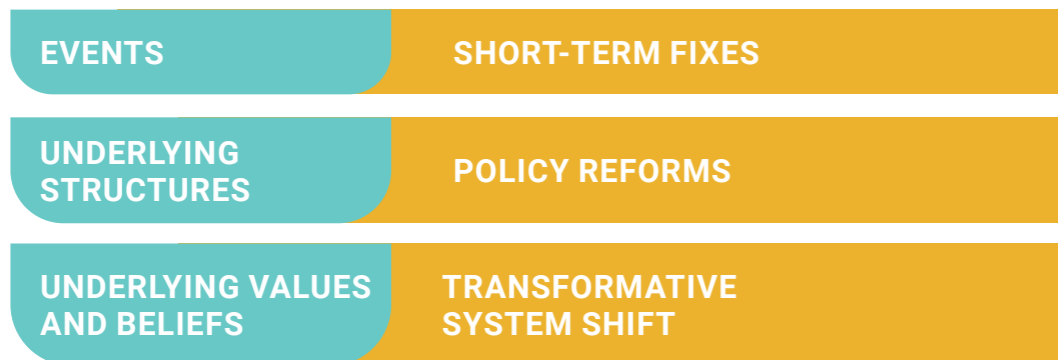 EVENTS
SHORT-TERM FIXES
UNDERLYING
STRUCTURES
POLICY REFORMS
UNDERLYING VALUES
AND BELIEFS
TRANSFORMATIVE
SYSTEM SHIFT